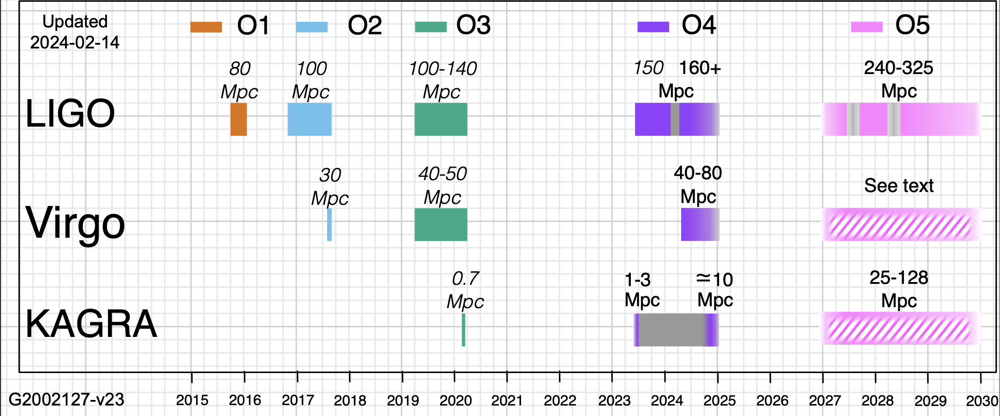 Updated
2024-02-14
O1
O2
O3
O4
O5
80
Mpc
100
Mpc
100-140
Mpc
150 160+
Mpc
240-325
Mpc
LIGO
30
Mpc
40-50
Mpc
40-80
Mpc
See text
Virgo
0.7
Mpc
1-3
Mpc
≃10
Mpc
25-128
Mpc
KAGRA
G2002127-v23
2015 2016 2017 2018 2019 2020 2021 2022 2023 2024 2025 2026 2027 2028 2029 2030